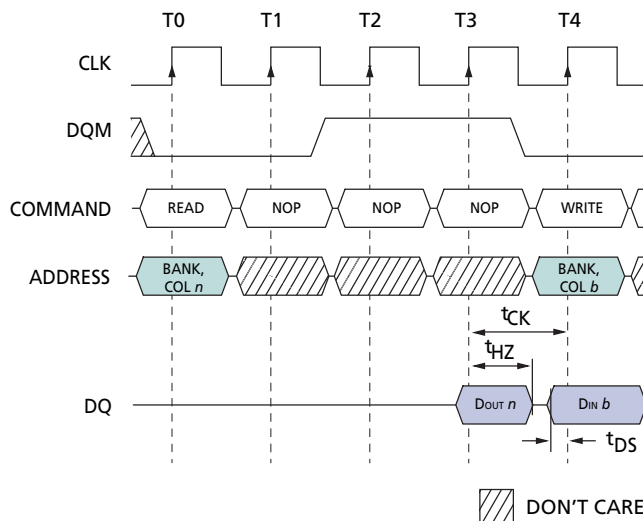 T0 T1 T2 T3 T4
CLK
DQM
COMMAND READ NOP NOP NOP WRITE
ADDRESS BANK, COL n BANK, COL b
tCK
tHZ
DQ DOUT n DIN b
tDS
DON'T CARE